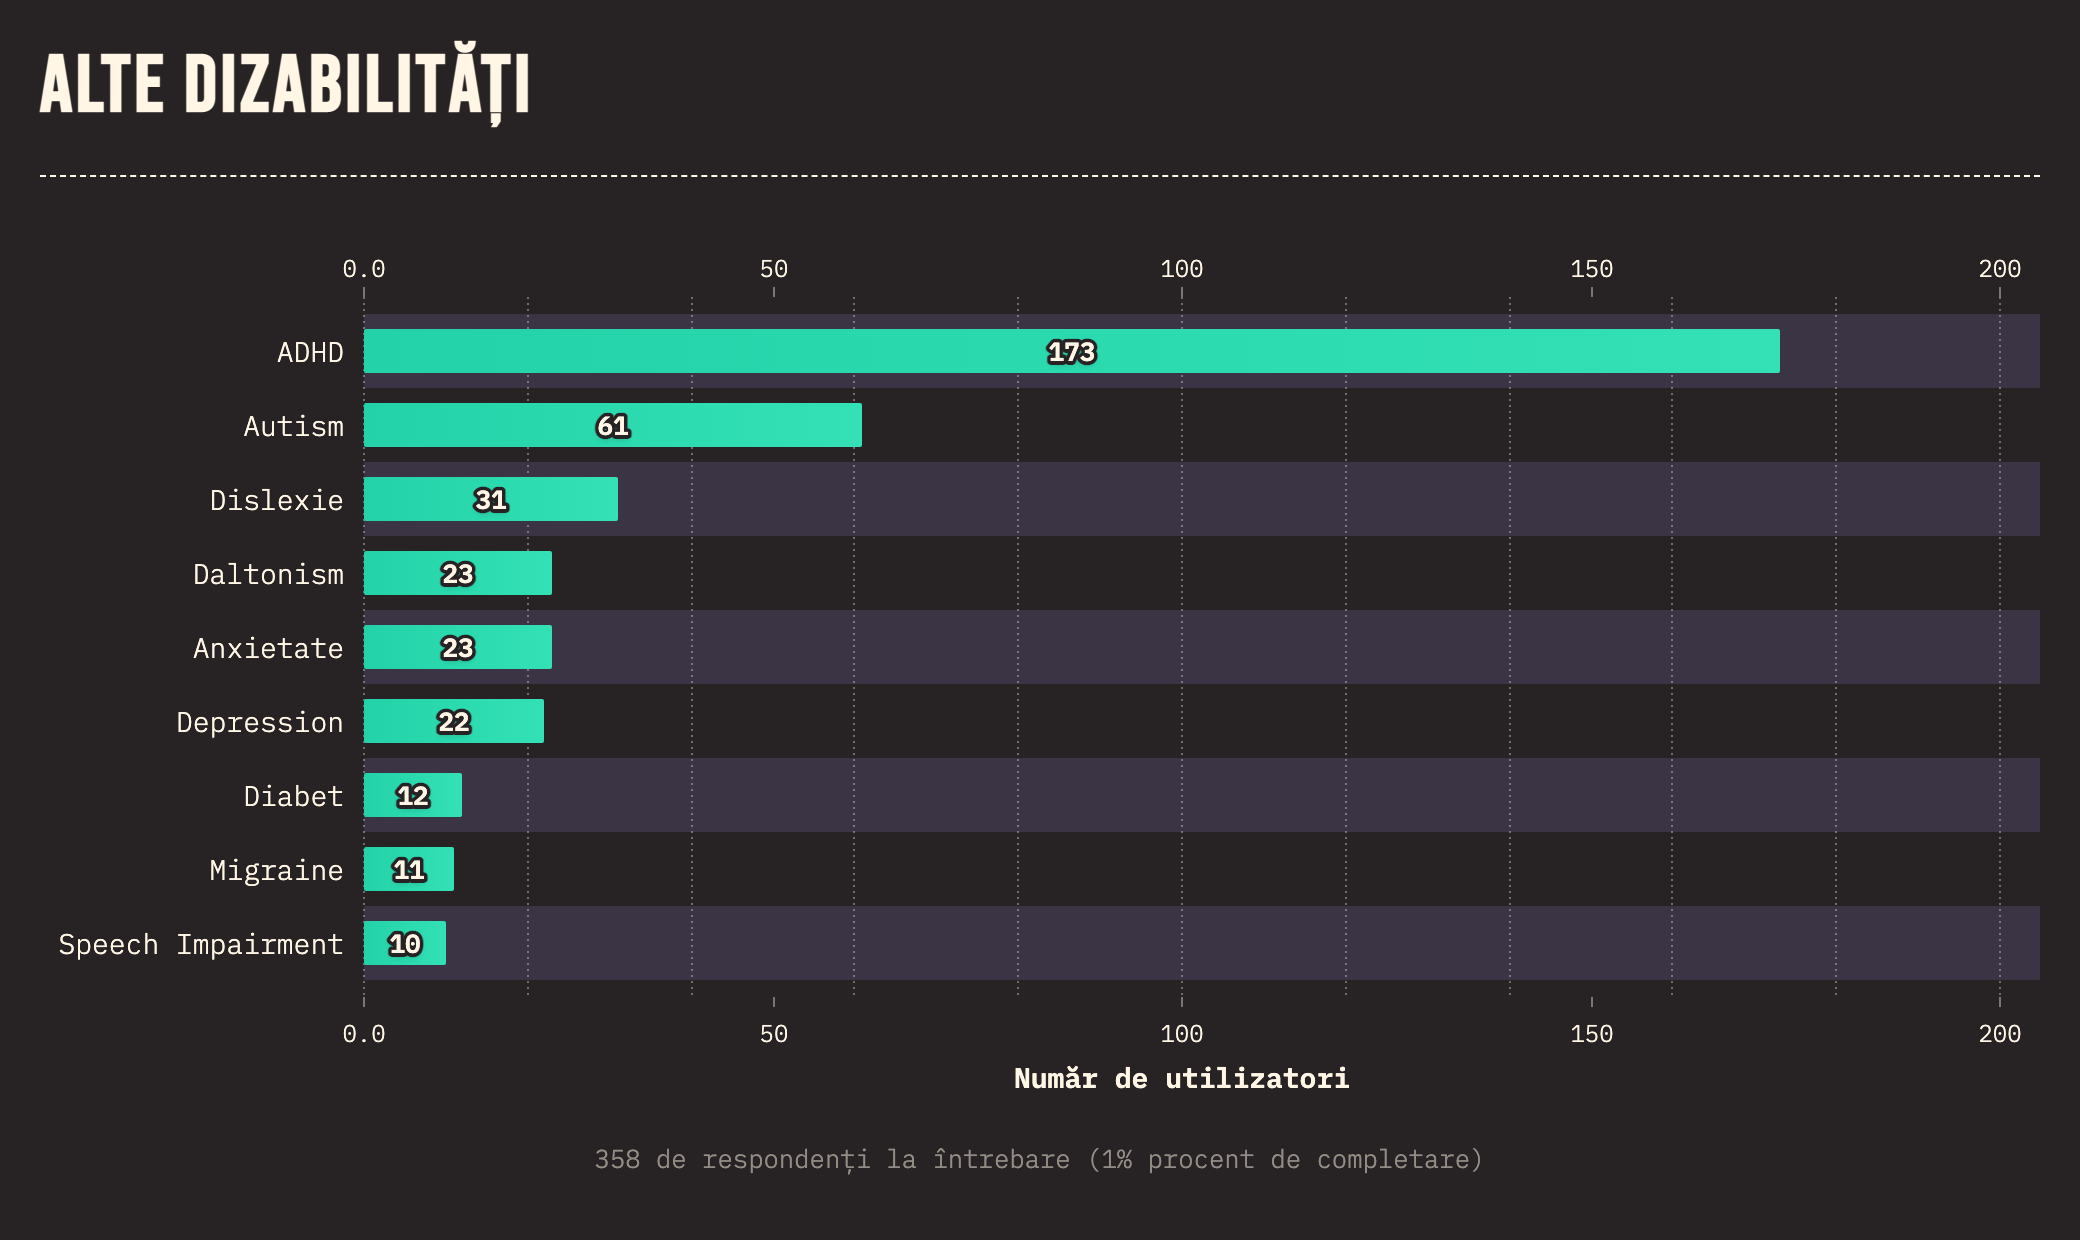 ALTE DIZABILITĂȚI
0.0 50 100 150 200
ADHD 173
Autism 61
Dislexie 31
Daltonism 23
Anxietate 23
Depression 22
Diabet 12
Migraine 11
Speech Impairment 10
0.0 50 100 150 200
Număr de utilizatori
358 de respondenți la întrebare (1% procent de completare)